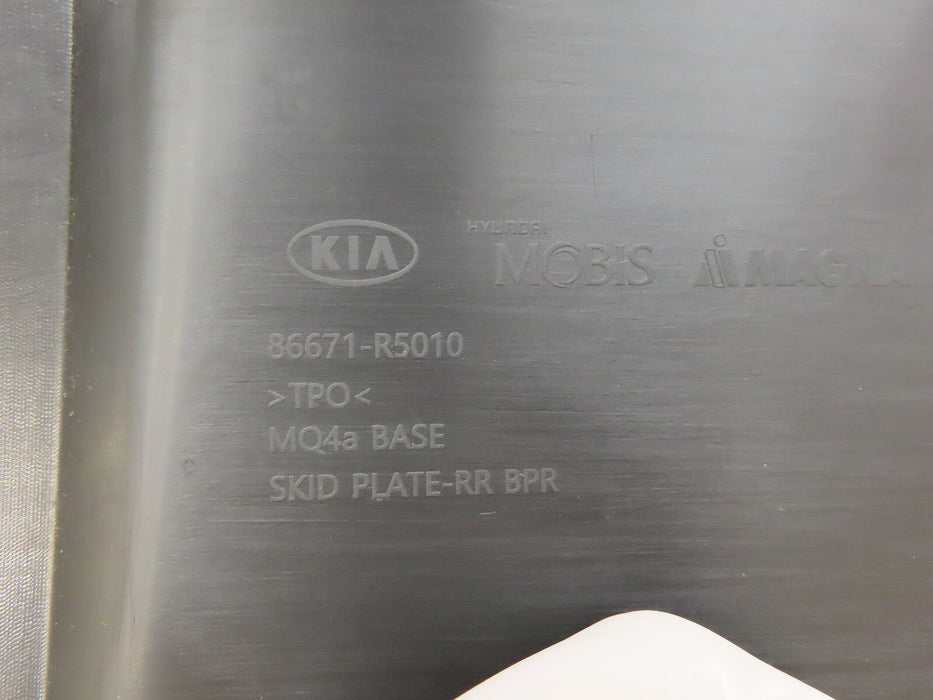 KIA
HYUNDAI
MOBIS
MAGNA
86671-R5010
>TPO<
MQ4a BASE
SKID PLATE-RR BPR